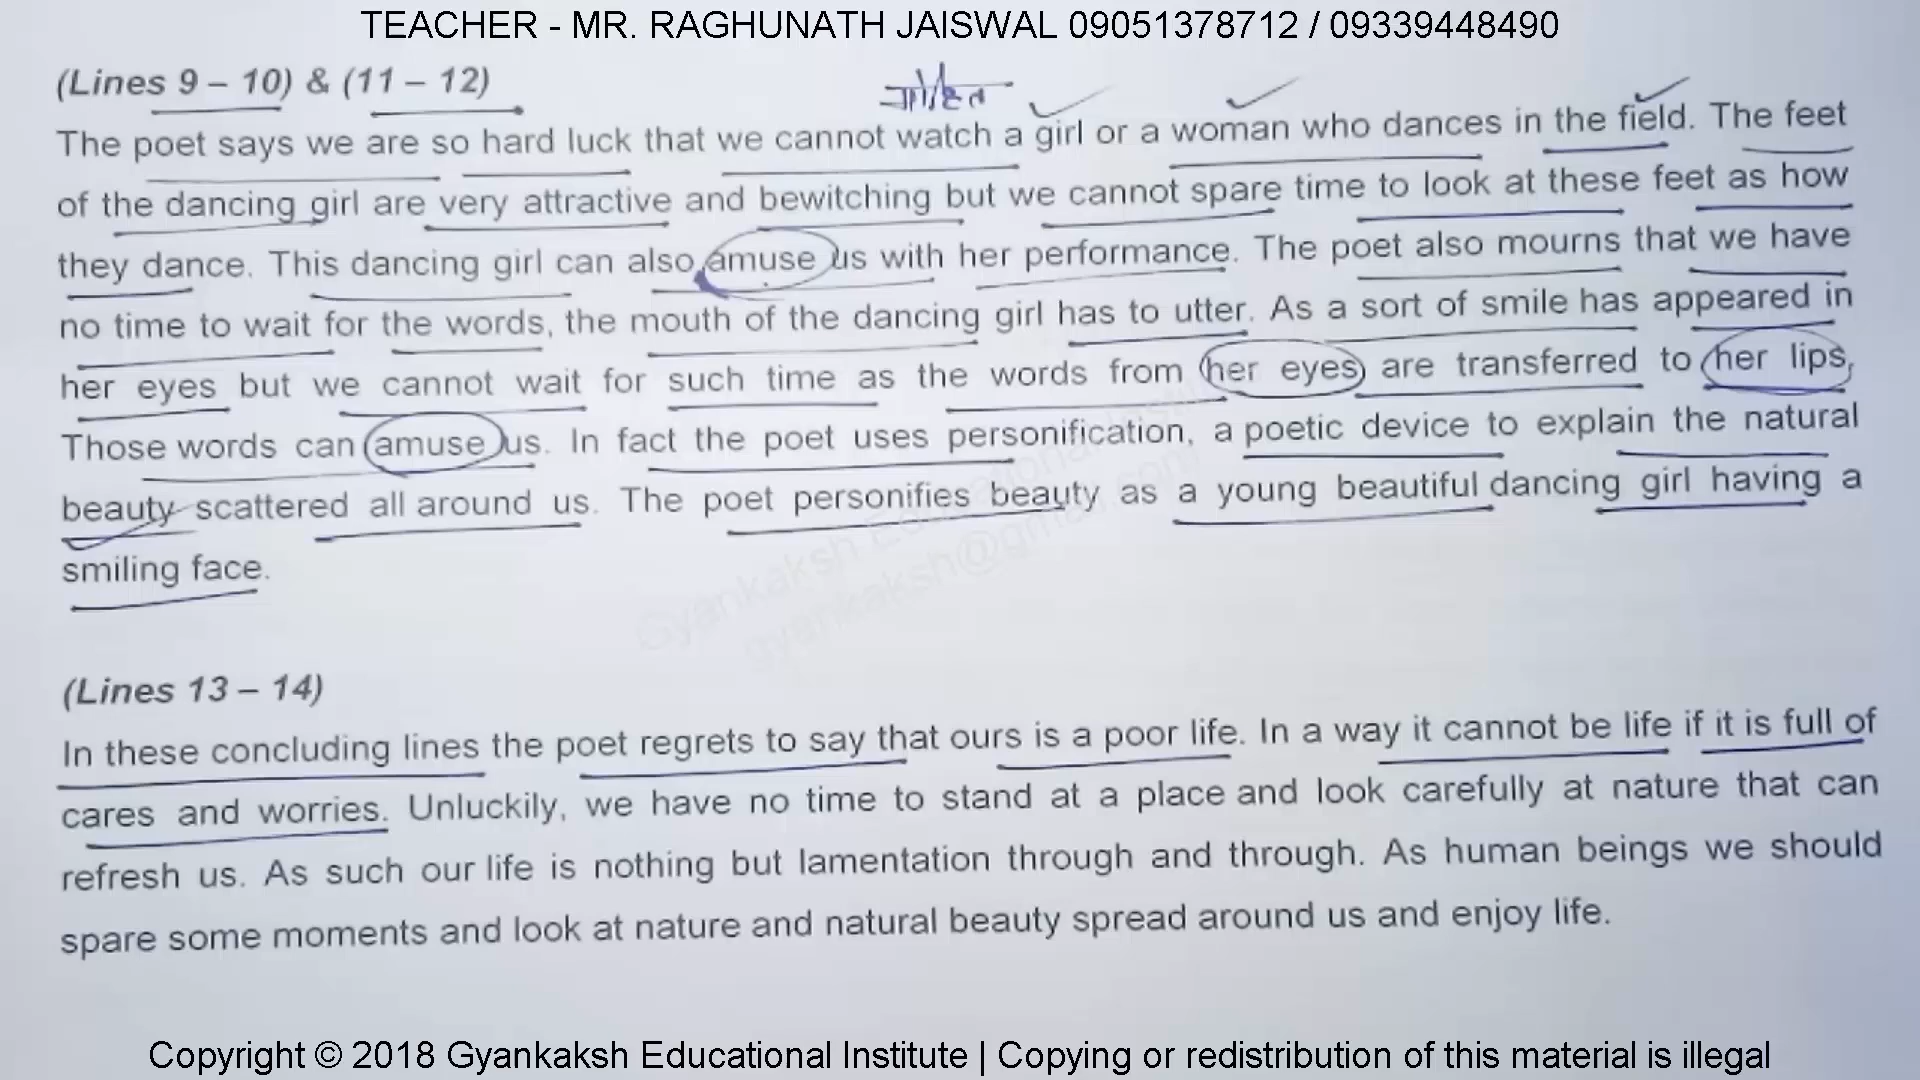 TEACHER - MR. RAGHUNATH JAISWAL 09051378712 / 09339448490
(Lines 9 – 10) & (11 – 12)
The poet says we are so hard luck that we cannot watch a girl or a woman who dances in the field. The feet
of the dancing girl are very attractive and bewitching but we cannot spare time to look at these feet as how
they dance. This dancing girl can also amuse us with her performance. The poet also mourns that we have
no time to wait for the words, the mouth of the dancing girl has to utter. As a sort of smile has appeared in
her eyes but we cannot wait for such time as the words from her eyes are transferred to her lips,
Those words can amuse us. In fact the poet uses personification, a poetic device to explain the natural
beauty scattered all around us. The poet personifies beauty as a young beautiful dancing girl having a
smiling face.
Gyankaksh Educational Institute
gyankaksh@gmail.com
(Lines 13 – 14)
In these concluding lines the poet regrets to say that ours is a poor life. In a way it cannot be life if it is full of
cares and worries. Unluckily, we have no time to stand at a place and look carefully at nature that can
refresh us. As such our life is nothing but lamentation through and through. As human beings we should
spare some moments and look at nature and natural beauty spread around us and enjoy life.
Copyright © 2018 Gyankaksh Educational Institute | Copying or redistribution of this material is illegal